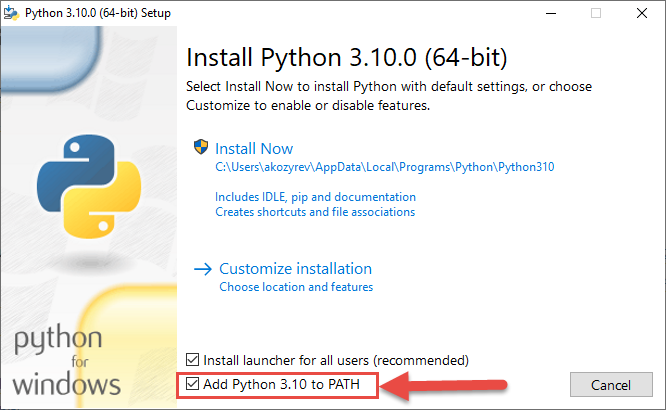 Python 3.10.0 (64-bit) Setup
Install Python 3.10.0 (64-bit)
Select Install Now to install Python with default settings, or choose
Customize to enable or disable features.
Install Now
C:\Users\akozyrev\AppData\Local\Programs\Python\Python310
Includes IDLE, pip and documentation
Creates shortcuts and file associations
Customize installation
Choose location and features
python
for
windows
Install launcher for all users (recommended)
Add Python 3.10 to PATH
Cancel